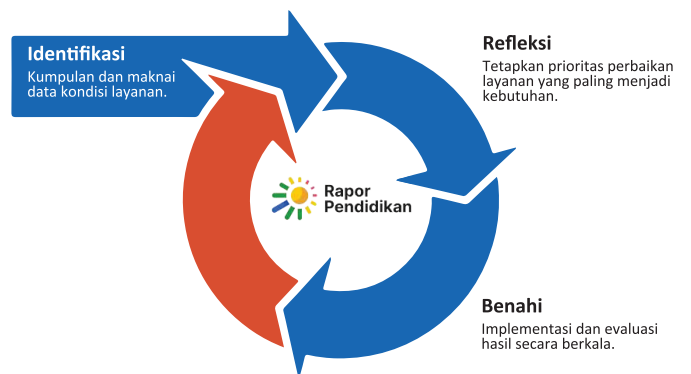 Identifikasi
Kumpulan dan maknai
data kondisi layanan.
Refleksi
Tetapkan prioritas perbaikan
layanan yang paling menjadi
kebutuhan.
Rapor
Pendidikan
Benahi
Implementasi dan evaluasi
hasil secara berkala.